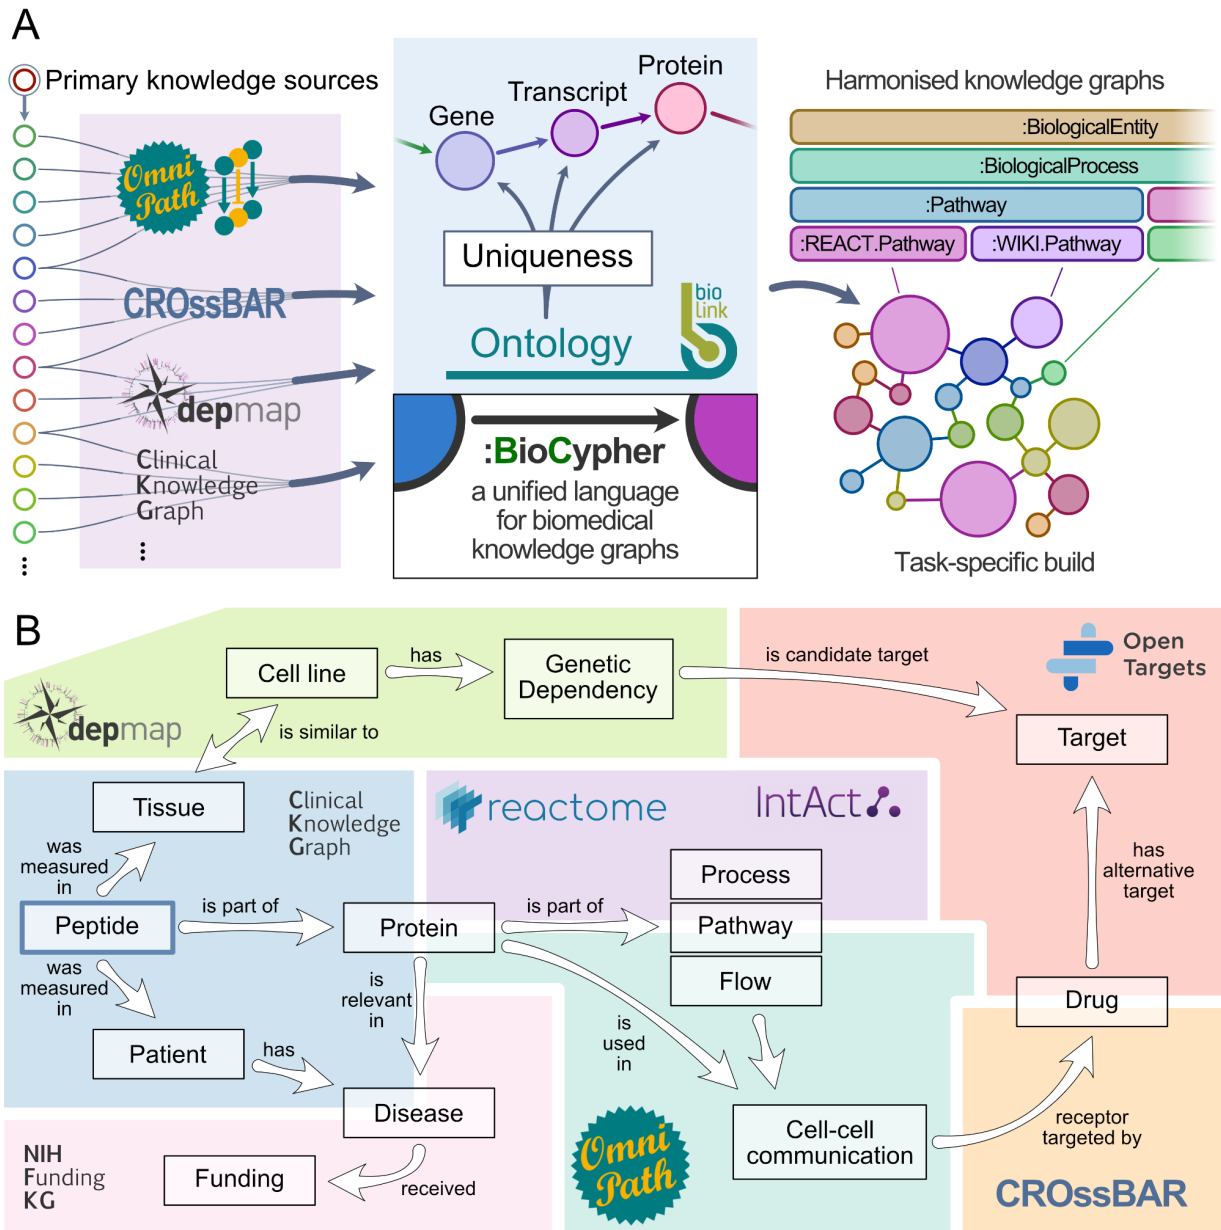 A
Primary knowledge sources
Omni
Path
CROssBAR
depmap
Clinical
Knowledge
Graph
Gene
Transcript
Protein
Uniqueness
Ontology
bio
link
:BioCypher
a unified language
for biomedical
knowledge graphs
Harmonised knowledge graphs
:BiologicalEntity
:BiologicalProcess
:Pathway
:REACT.Pathway
:WIKI.Pathway
Task-specific build
B
depmap
Cell line
has
Genetic
Dependency
is candidate target
Open
Targets
Target
is similar to
Tissue
Clinical
Knowledge
Graph
was
measured
in
Peptide
is part of
Protein
was
measured
in
Patient
has
is
relevant
in
Disease
reactome
IntAct
Process
is part of
Pathway
Flow
is
used
in
has
alternative
target
Drug
Cell-cell
communication
receptor
targeted by
CROssBAR
Omni
Path
NIH
Funding
KG
Funding
received